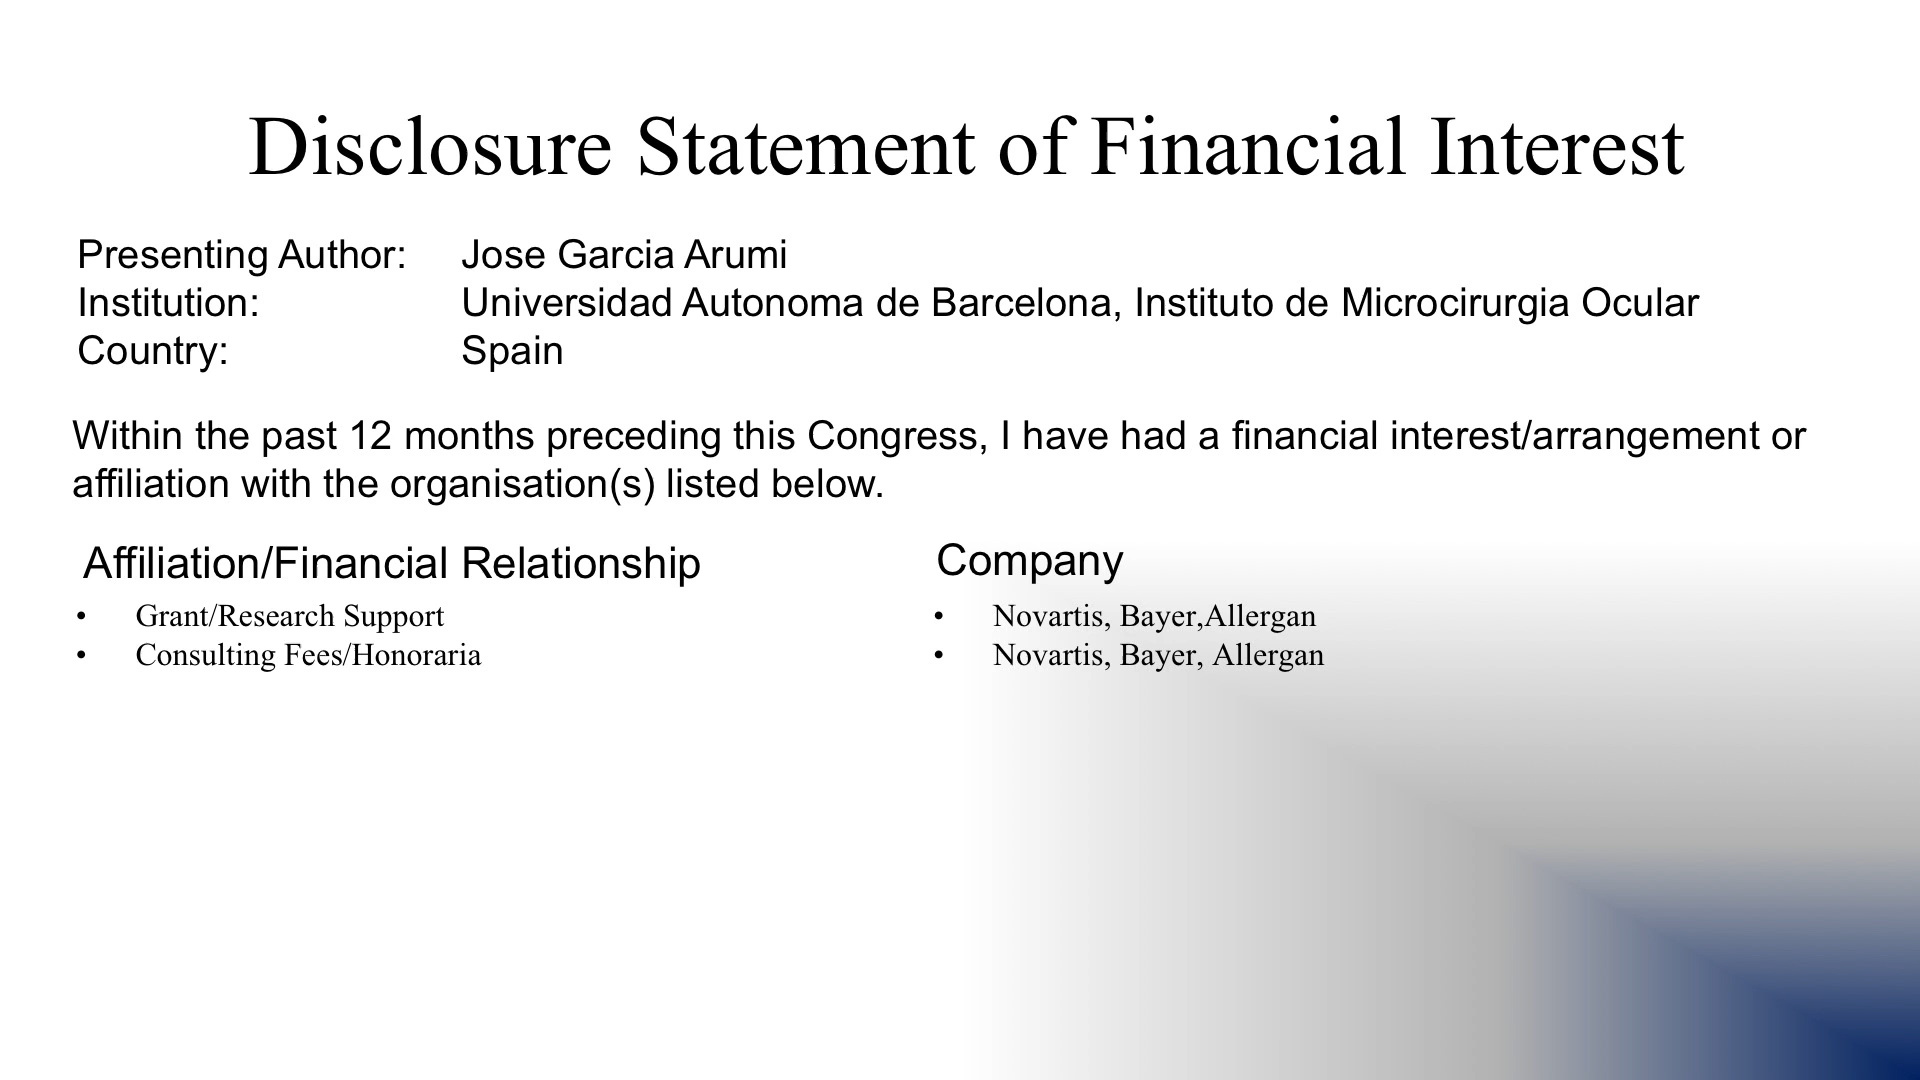 Disclosure Statement of Financial Interest
Presenting Author: Jose Garcia Arumi
Institution: Universidad Autonoma de Barcelona, Instituto de Microcirurgia Ocular
Country: Spain
Within the past 12 months preceding this Congress, I have had a financial interest/arrangement or
affiliation with the organisation(s) listed below.
Affiliation/Financial Relationship Company
• Grant/Research Support • Novartis, Bayer,Allergan
• Consulting Fees/Honoraria • Novartis, Bayer, Allergan